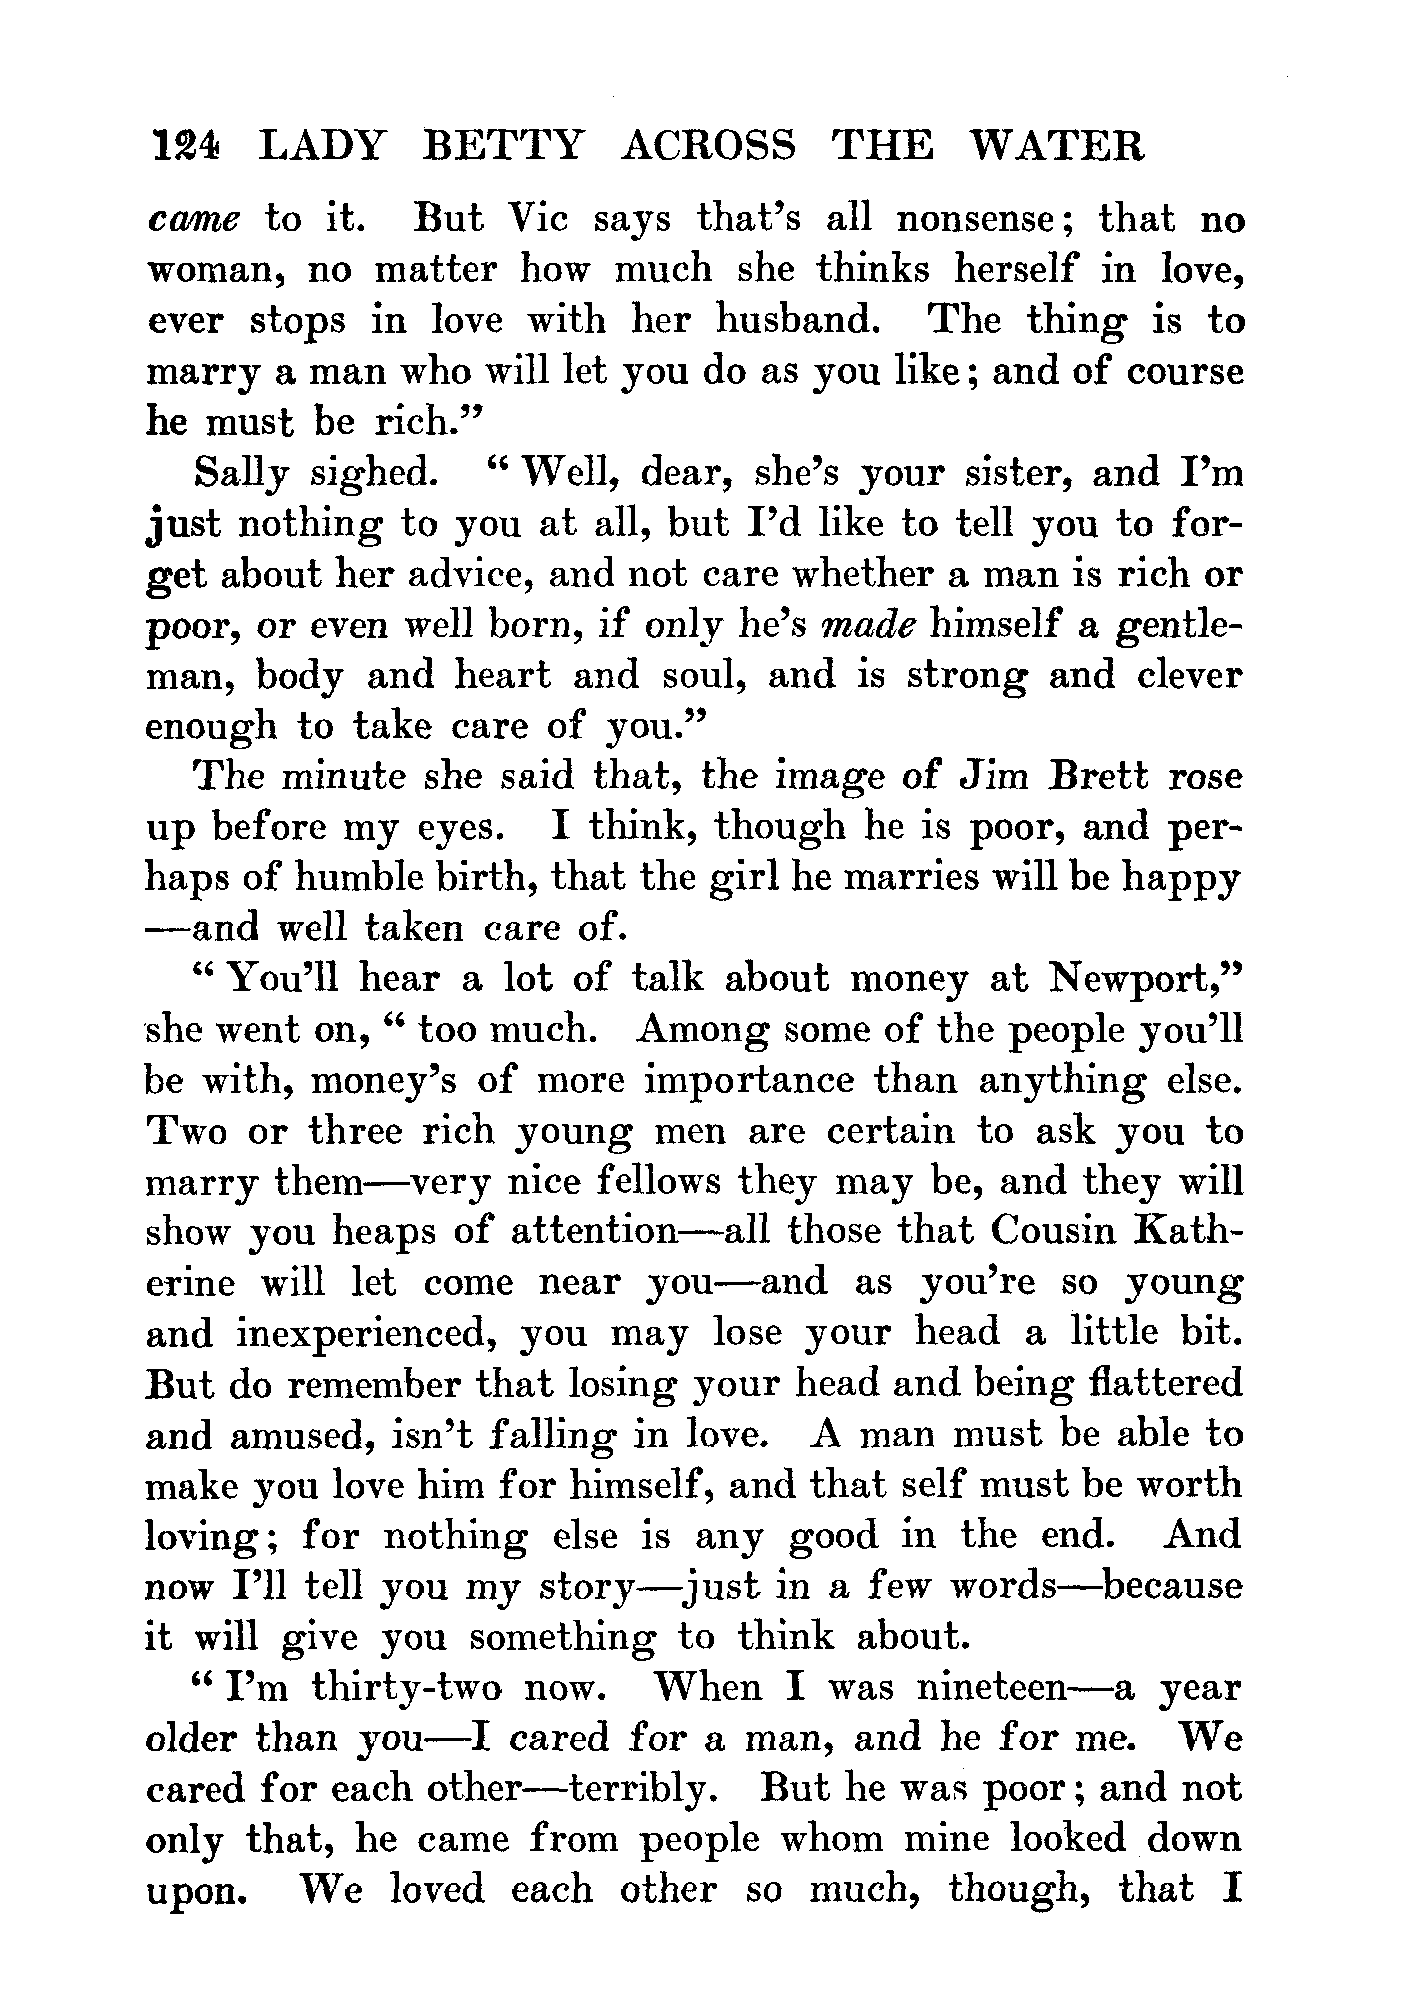 124 LADY BETTY ACROSS THE WATER
came to it. But Vic says that's all nonsense; that no
woman, no matter how much she thinks herself in love,
ever stops in love with her husband. The thing is to
marry a man who will let you do as you like; and of course
he must be rich."
Sally sighed. "Well, dear, she's your sister, and I'm
just nothing to you at all, but I'd like to tell you to for-
get about her advice, and not care whether a man is rich or
poor, or even well born, if only he's made himself a gentle-
man, body and heart and soul, and is strong and clever
enough to take care of you."
The minute she said that, the image of Jim Brett rose
up before my eyes. I think, though he is poor, and per-
haps of humble birth, that the girl he marries will be happy
—and well taken care of.
"You'll hear a lot of talk about money at Newport,"
she went on, "too much. Among some of the people you'll
be with, money's of more importance than anything else.
Two or three rich young men are certain to ask you to
marry them—very nice fellows they may be, and they will
show you heaps of attention—all those that Cousin Kath-
erine will let come near you—and as you're so young
and inexperienced, you may lose your head a little bit.
But do remember that losing your head and being flattered
and amused, isn't falling in love. A man must be able to
make you love him for himself, and that self must be worth
loving; for nothing else is any good in the end. And
now I'll tell you my story—just in a few words—because
it will give you something to think about.
"I'm thirty-two now. When I was nineteen—a year
older than you—I cared for a man, and he for me. We
cared for each other—terribly. But he was poor; and not
only that, he came from people whom mine looked down
upon. We loved each other so much, though, that I